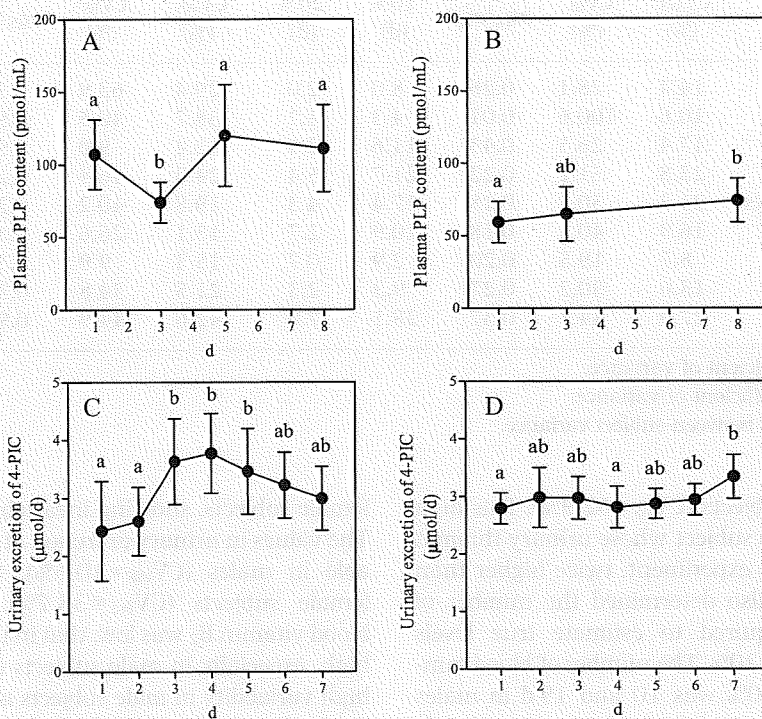 A
Plasma PLP content (pmol/mL)
200
150
100
50
0
a
b
a
a
1 2 3 4 5 6 7 8
d
B
Plasma PLP content (pmol/mL)
200
150
100
50
0
a
ab
b
1 2 3 4 5 6 7 8
d
C
Urinary excretion of 4-PIC
(μmol/d)
5
4
3
2
1
0
a
a
b
b
b
ab
ab
1 2 3 4 5 6 7
d
D
Urinary excretion of 4-PIC
(μmol/d)
5
4
3
2
1
0
a
ab
ab
a
ab
ab
b
1 2 3 4 5 6 7
d